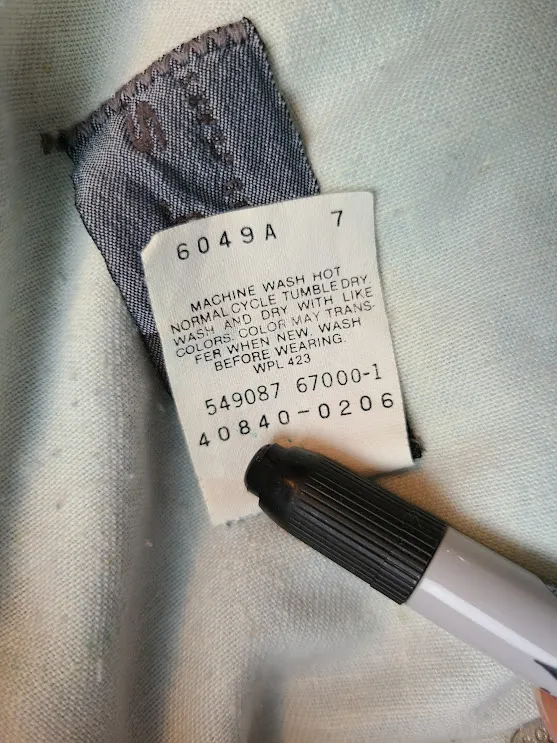 6049A 7
MACHINE WASH HOT
NORMAL CYCLE TUMBLE DRY.
WASH AND DRY WITH LIKE
COLORS. COLOR MAY TRANS-
FER WHEN NEW. WASH
BEFORE WEARING.
WPL 423
549087 67000-1
40840-0206